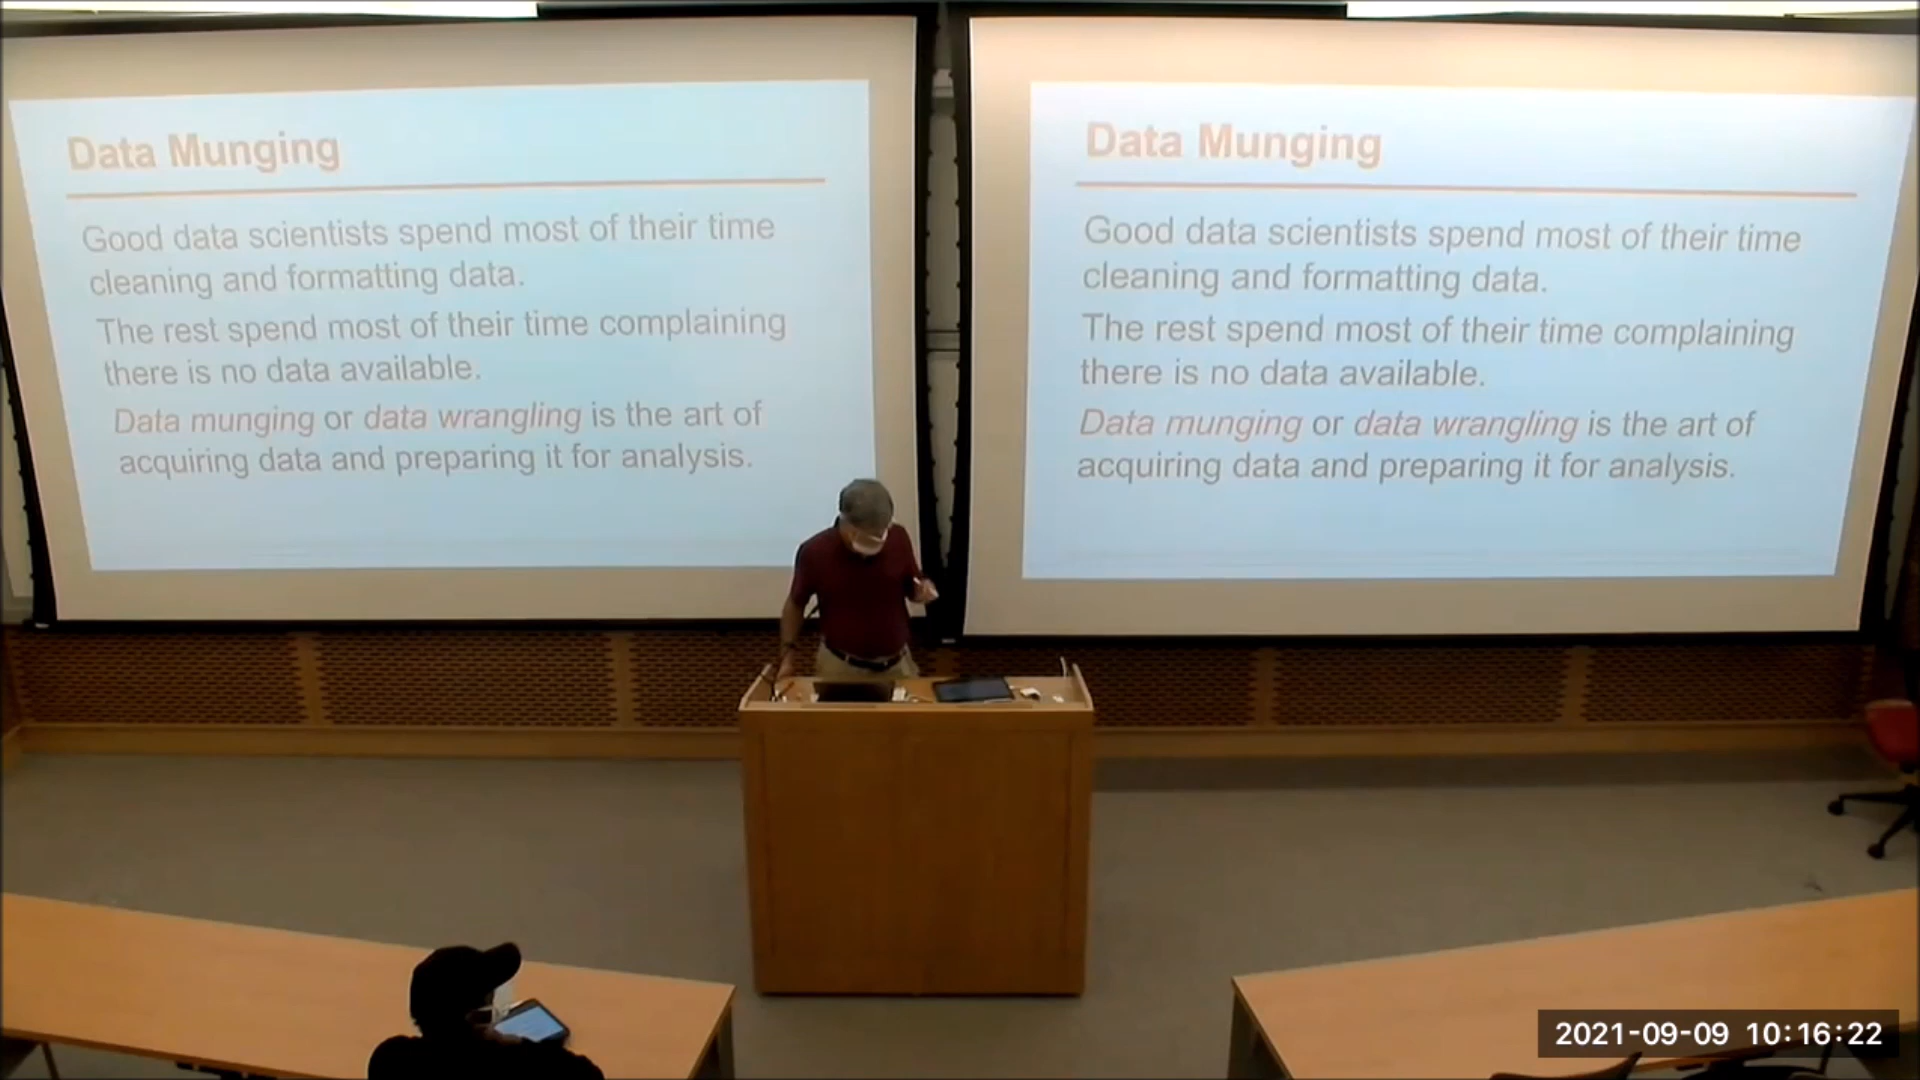 Data Munging
Good data scientists spend most of their time
cleaning and formatting data.
The rest spend most of their time complaining
there is no data available.
Data munging or data wrangling is the art of
acquiring data and preparing it for analysis.
Data Munging
Good data scientists spend most of their time
cleaning and formatting data.
The rest spend most of their time complaining
there is no data available.
Data munging or data wrangling is the art of
acquiring data and preparing it for analysis.
2021-09-09 10:16:22